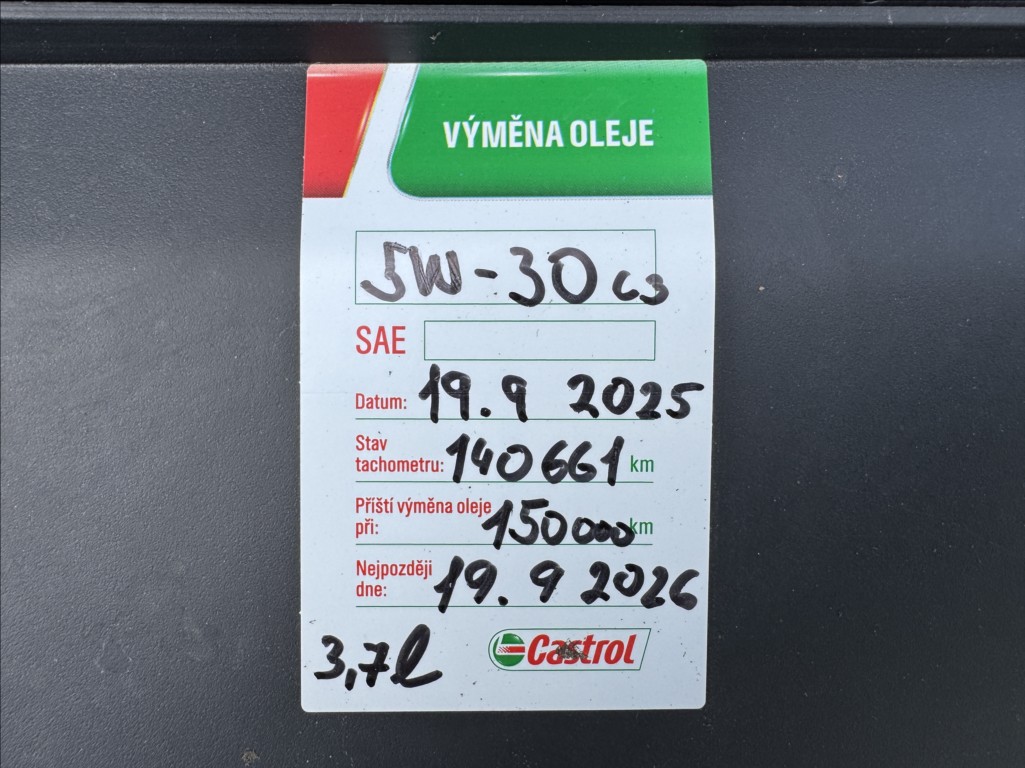 VÝMĚNA OLEJE
5W-30 C3
SAE
Datum: 19.9 2025
Stav
tachometru: 140661 km
Příští výměna oleje
při: 150000 km
Nejpozději
dne: 19.9 2026
3,7l
Castrol